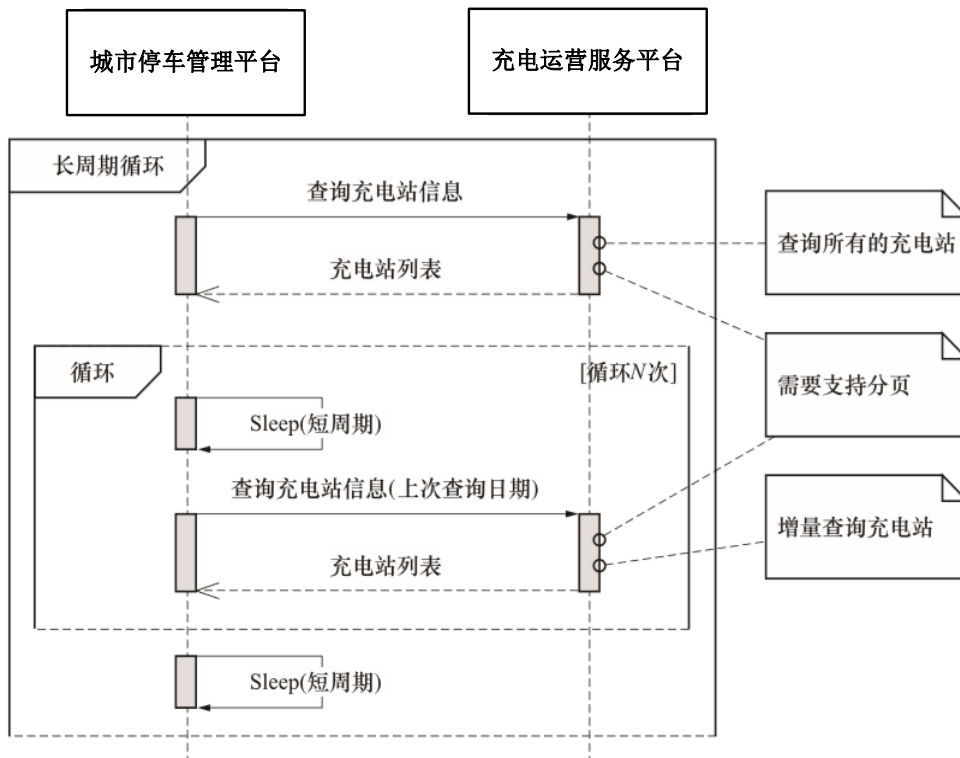 城市停车管理平台
充电运营服务平台
长周期循环
查询充电站信息
查询所有的充电站
充电站列表
循环
[循环N次]
需要支持分页
Sleep(短周期)
查询充电站信息(上次查询日期)
增量查询充电站
充电站列表
Sleep(短周期)